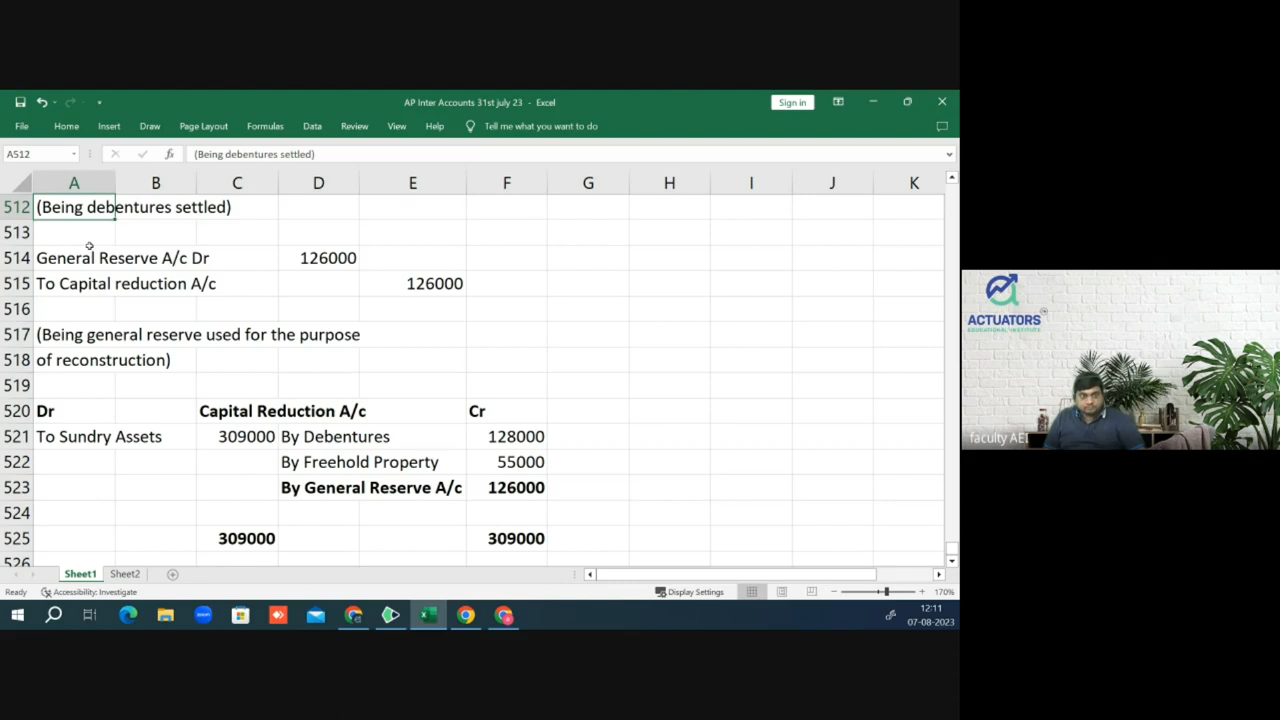 AP Inter Accounts 31st july 23 - Excel
Sign in
File Home Insert Draw Page Layout Formulas Data Review View Help Tell me what you want to do
A512 fx (Being debentures settled)
A B C D E F G H I J K
512 (Being debentures settled)
513
514 General Reserve A/c Dr 126000
515 To Capital reduction A/c 126000
516
517 (Being general reserve used for the purpose
518 of reconstruction)
519
520 Dr Capital Reduction A/c Cr
521 To Sundry Assets 309000 By Debentures 128000
522 By Freehold Property 55000
523 By General Reserve A/c 126000
524
525 309000 309000
526
Sheet1 Sheet2
Ready Accessibility: Investigate Display Settings 170%
12:11
07-08-2023
ACTUATORS
EDUCATIONAL INSTITUTE
faculty AEI